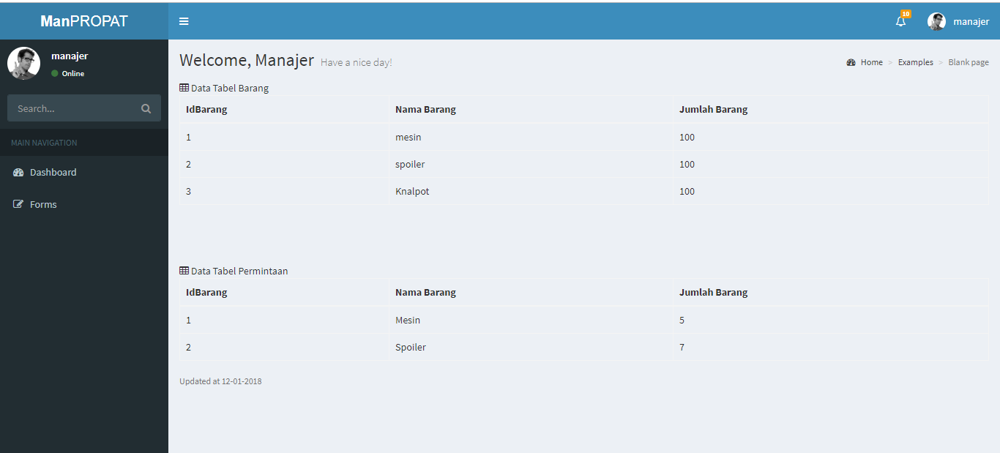 ManPROPAT
10
manajer
manajer
Online
Search...
MAIN NAVIGATION
Dashboard
Forms
Welcome, Manajer Have a nice day!
Home > Examples > Blank page
Data Tabel Barang
IdBarang Nama Barang Jumlah Barang
1 mesin 100
2 spoiler 100
3 Knalpot 100
Data Tabel Permintaan
IdBarang Nama Barang Jumlah Barang
1 Mesin 5
2 Spoiler 7
Updated at 12-01-2018